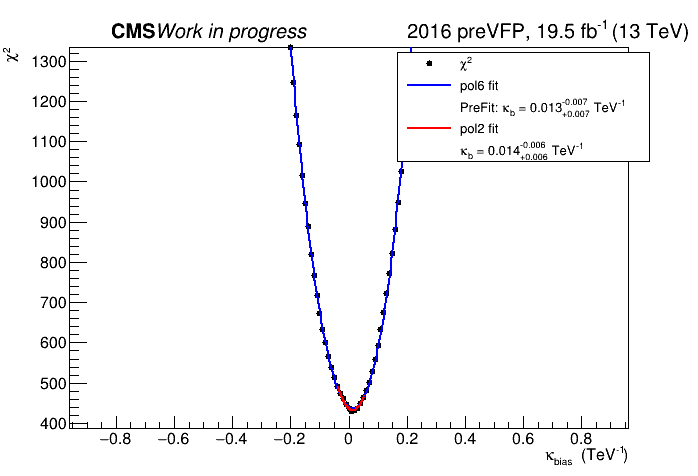 CMS Work in progress 2016 preVFP, 19.5 fb⁻¹ (13 TeV)
χ²
1300
1200
1100
1000
900
800
700
600
500
400
χ²
pol6 fit
PreFit: κ_b = 0.013^{-0.007}_{+0.007} TeV⁻¹
pol2 fit
κ_b = 0.014^{-0.006}_{+0.006} TeV⁻¹
−0.8 −0.6 −0.4 −0.2 0 0.2 0.4 0.6 0.8
κ_bias (TeV⁻¹)